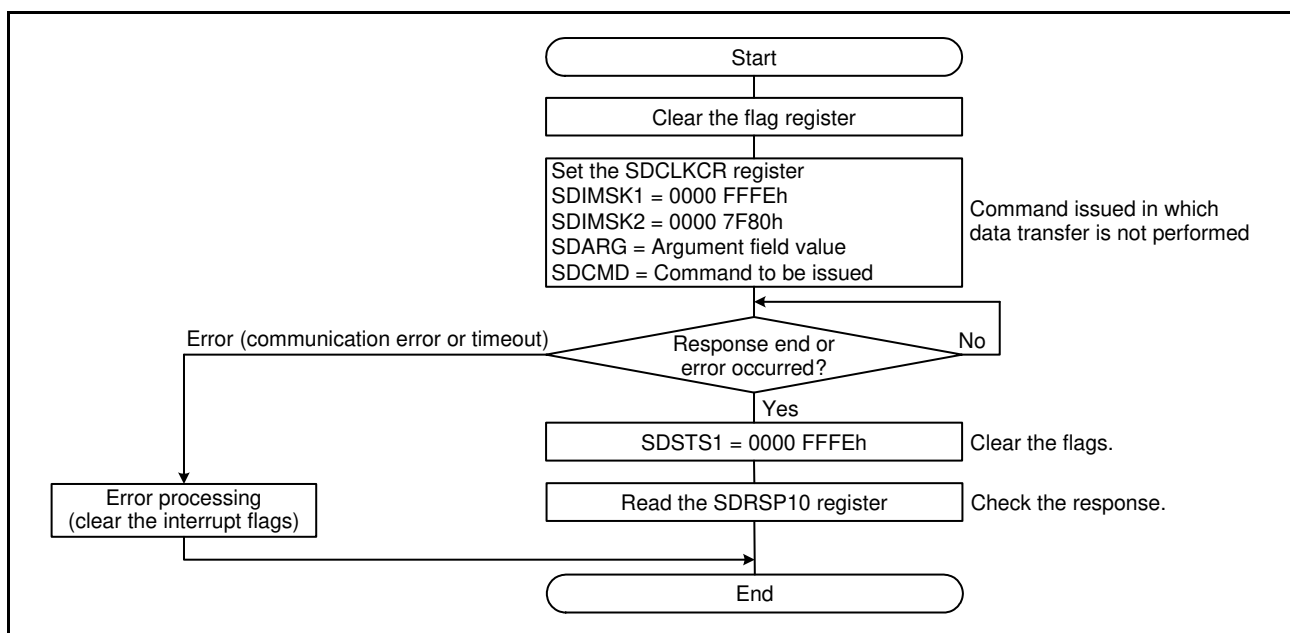 Start
Clear the flag register
Set the SDCLKCR register
SDIMSK1 = 0000 FFFEh
SDIMSK2 = 0000 7F80h
SDARG = Argument field value
SDCMD = Command to be issued
Command issued in which
data transfer is not performed
Error (communication error or timeout)
Response end or
error occurred?
No
Yes
SDSTS1 = 0000 FFFEh
Clear the flags.
Error processing
(clear the interrupt flags)
Read the SDRSP10 register
Check the response.
End